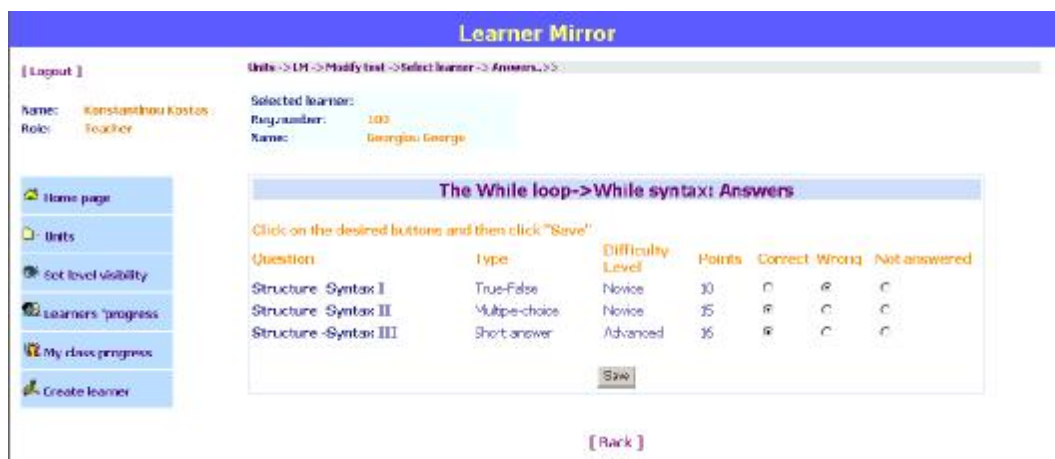 Learner Mirror
[ Logout ]
Units -> LM -> Modify test ->Select learner -> Answers..>>
Name: Konstantinou Kostas
Role: Teacher
Selected learner:
Reg.number: 100
Name: Georgiou George
Home page
Units
Set level visibility
Learners 'progress
My class progress
Create learner
The While loop->While syntax: Answers
Click on the desired buttons and then click "Save"
Question Type Difficulty Level Points Correct Wrong Not answered
Structure -Syntax I True-False Novice 10
Structure -Syntax II Multipe-choice Novice 15
Structure -Syntax III Short answer Advanced 16
Save
[ Back ]